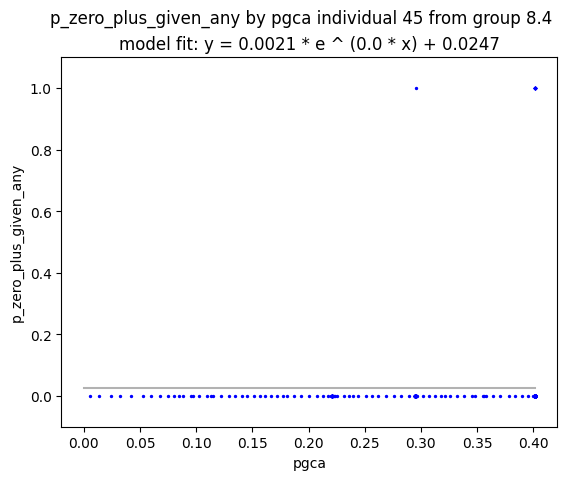 p_zero_plus_given_any by pgca individual 45 from group 8.4
model fit: y = 0.0021 * e ^ (0.0 * x) + 0.0247
1.0
0.8
0.6
0.4
0.2
0.0
p_zero_plus_given_any
0.00 0.05 0.10 0.15 0.20 0.25 0.30 0.35 0.40
pgca